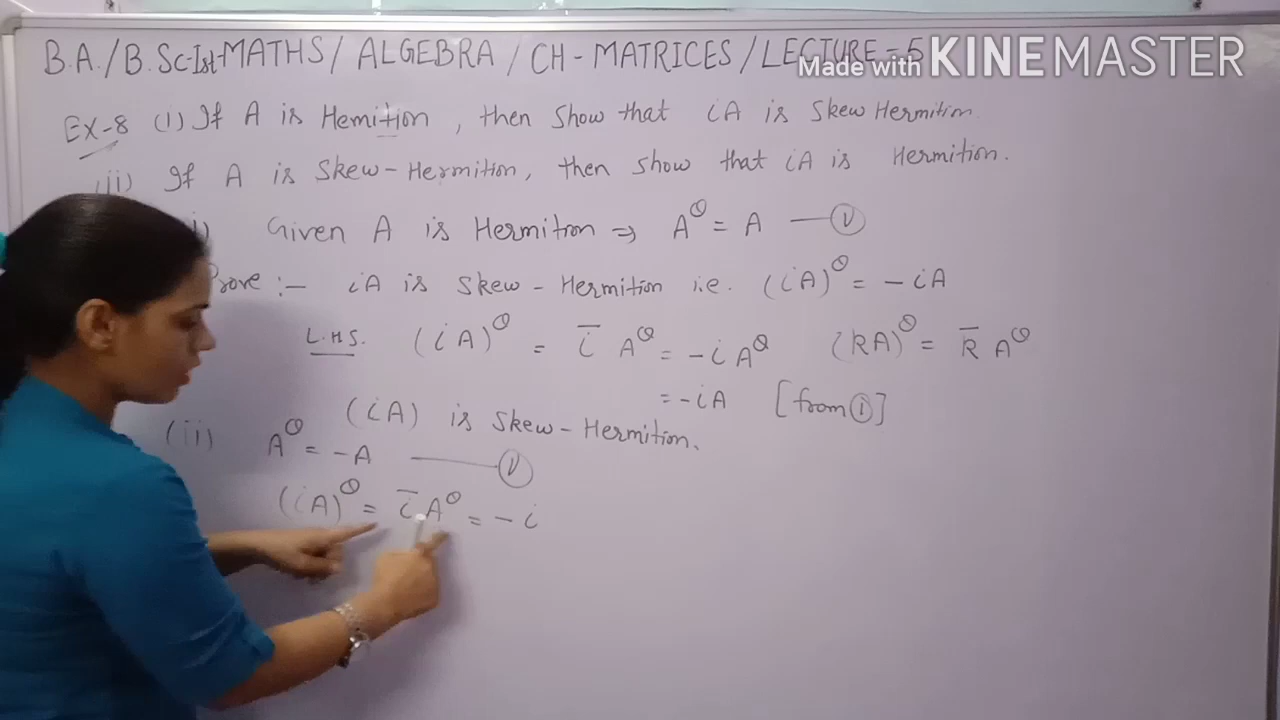 B.A./B.Sc-Ist-MATHS/ ALGEBRA / CH-MATRICES / LECTURE-5
Made with KINEMASTER
EX-8 (1) If A is Hemition, then show that iA is Skew Hermition.
(ii) If A is Skew-Hermition, then show that iA is Hermition.
Given A is Hermition ⇒ A^θ = A —①
Prove :- iA is Skew-Hermition i.e. (iA)^θ = -iA
L.H.S. (iA)^θ = i̅ A^θ = -iA^θ (RA)^θ = R̅ A^θ
= -iA [from ①]
(iA) is Skew-Hermition.
(ii) A^θ = -A —①
(iA)^θ = i̅ A^θ = -i